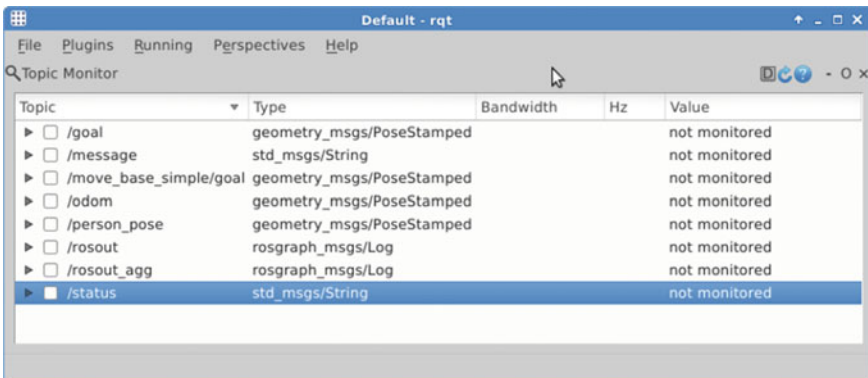 Default - rqt
File Plugins Running Perspectives Help
Topic Monitor D ? - O ×
Topic Type Bandwidth Hz Value
/goal geometry_msgs/PoseStamped not monitored
/message std_msgs/String not monitored
/move_base_simple/goal geometry_msgs/PoseStamped not monitored
/odom geometry_msgs/PoseStamped not monitored
/person_pose geometry_msgs/PoseStamped not monitored
/rosout rosgraph_msgs/Log not monitored
/rosout_agg rosgraph_msgs/Log not monitored
/status std_msgs/String not monitored